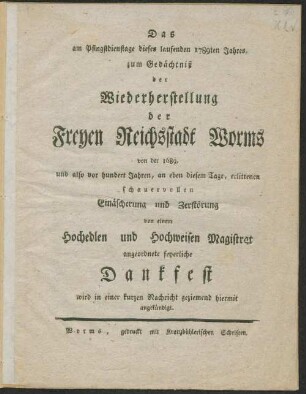 Das
am Pfingstdienstage dieses laufenden 1789ten Jahres,
zum Gedächtniß
der
Wiederherstellung
der
Freyen Reichsstadt Worms
von der 1689.
und also vor hundert Jahren, an eben diesem Tage, erlittenen
schauervollen
Einäscherung und Zerstörung
von einem
Hochedlen und Hochweisen Magistrat
angeordnete feyerliche
Dankfest
wird in einer kurzen Nachricht geziemend hiermit
angekündigt.
Worms, gedruckt mit Kranzbühlerischen Schriften.